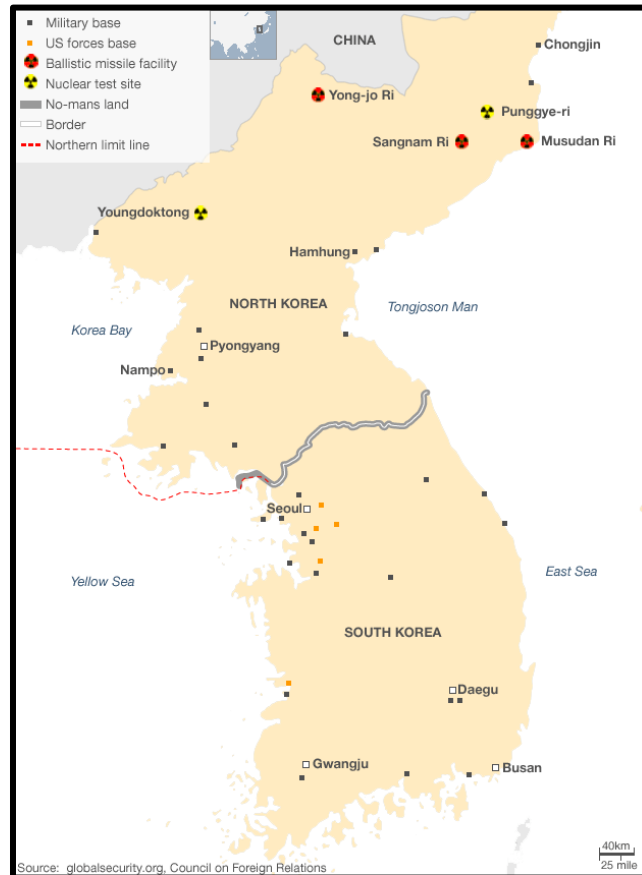 Military base
US forces base
Ballistic missile facility
Nuclear test site
No-mans land
Border
Northern limit line
CHINA
Chongjin
Yong-jo Ri
Punggye-ri
Sangnam Ri
Musudan Ri
Youngdoktong
Hamhung
NORTH KOREA
Tongjoson Man
Korea Bay
Pyongyang
Nampo
Seoul
Yellow Sea
East Sea
SOUTH KOREA
Daegu
Gwangju
Busan
40km
25 mile
Source: globalsecurity.org, Council on Foreign Relations